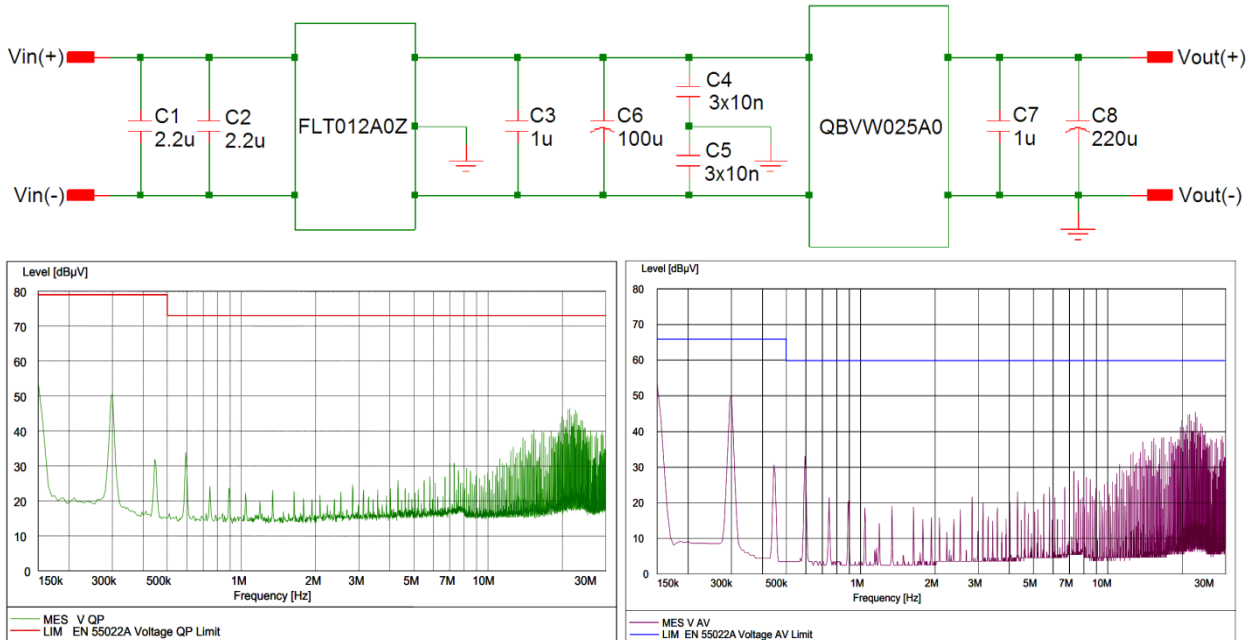 Vin(+)
Vin(-)
C1
2.2u
C2
2.2u
FLT012A0Z
C3
1u
C6
100u
C4
3x10n
C5
3x10n
QBVW025A0
C7
1u
C8
220u
Vout(+)
Vout(-)
Level [dBµV]
80
70
60
50
40
30
20
10
0
150k 300k 500k 1M 2M 3M 5M 7M 10M 30M
Frequency [Hz]
MES V QP
LIM EN 55022A Voltage QP Limit
Level [dBµV]
80
70
60
50
40
30
20
10
0
150k 300k 500k 1M 2M 3M 5M 7M 10M 30M
Frequency [Hz]
MES V AV
LIM EN 55022A Voltage AV Limit